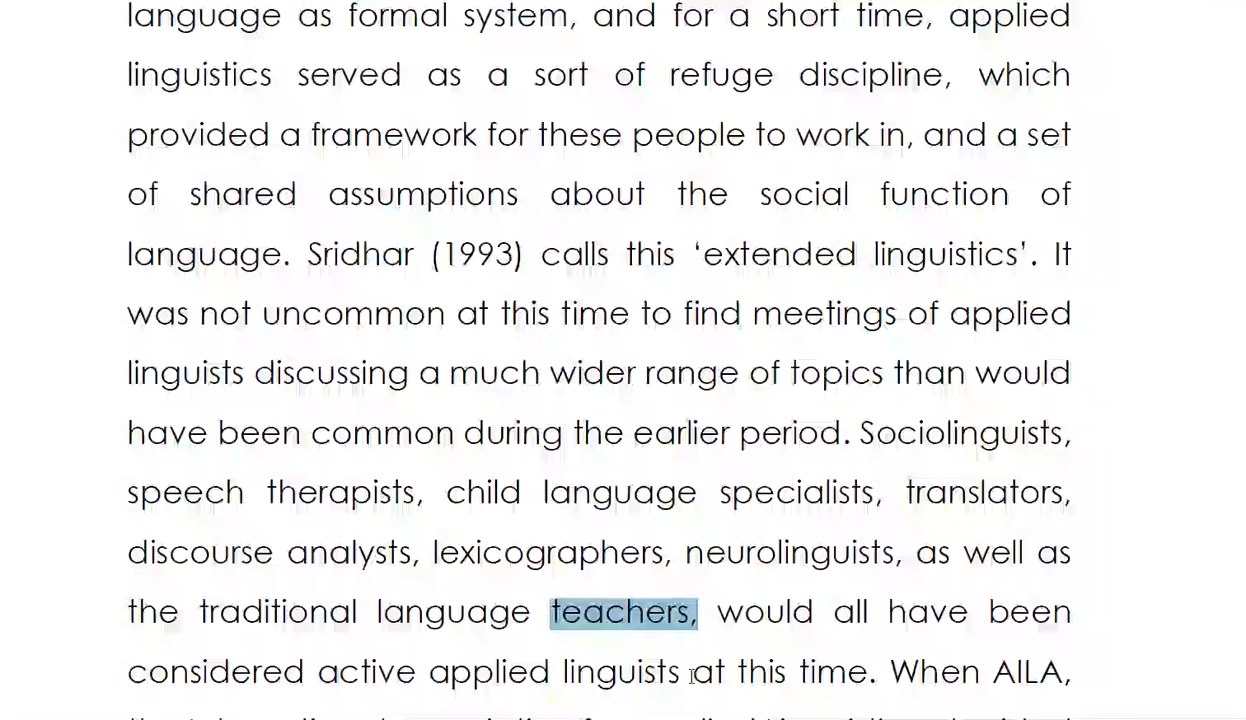 language as formal system, and for a short time, applied
linguistics served as a sort of refuge discipline, which
provided a framework for these people to work in, and a set
of shared assumptions about the social function of
language. Sridhar (1993) calls this ‘extended linguistics’. It
was not uncommon at this time to find meetings of applied
linguists discussing a much wider range of topics than would
have been common during the earlier period. Sociolinguists,
speech therapists, child language specialists, translators,
discourse analysts, lexicographers, neurolinguists, as well as
the traditional language teachers, would all have been
considered active applied linguists at this time. When AILA,